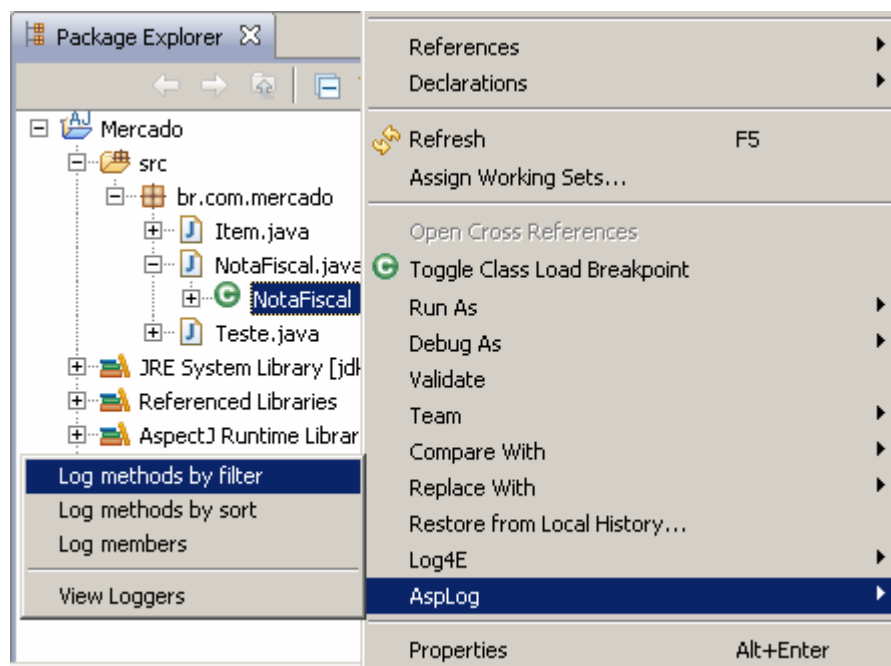 Package Explorer
AJ
Mercado
src
br.com.mercado
J Item.java
J NotaFiscal.java
C NotaFiscal
J Teste.java
JRE System Library [jd
Referenced Libraries
AspectJ Runtime Librar
Log methods by filter
Log methods by sort
Log members
View Loggers
References
Declarations
Refresh F5
Assign Working Sets...
Open Cross References
C Toggle Class Load Breakpoint
Run As
Debug As
Validate
Team
Compare With
Replace With
Restore from Local History...
Log4E
AspLog
Properties Alt+Enter